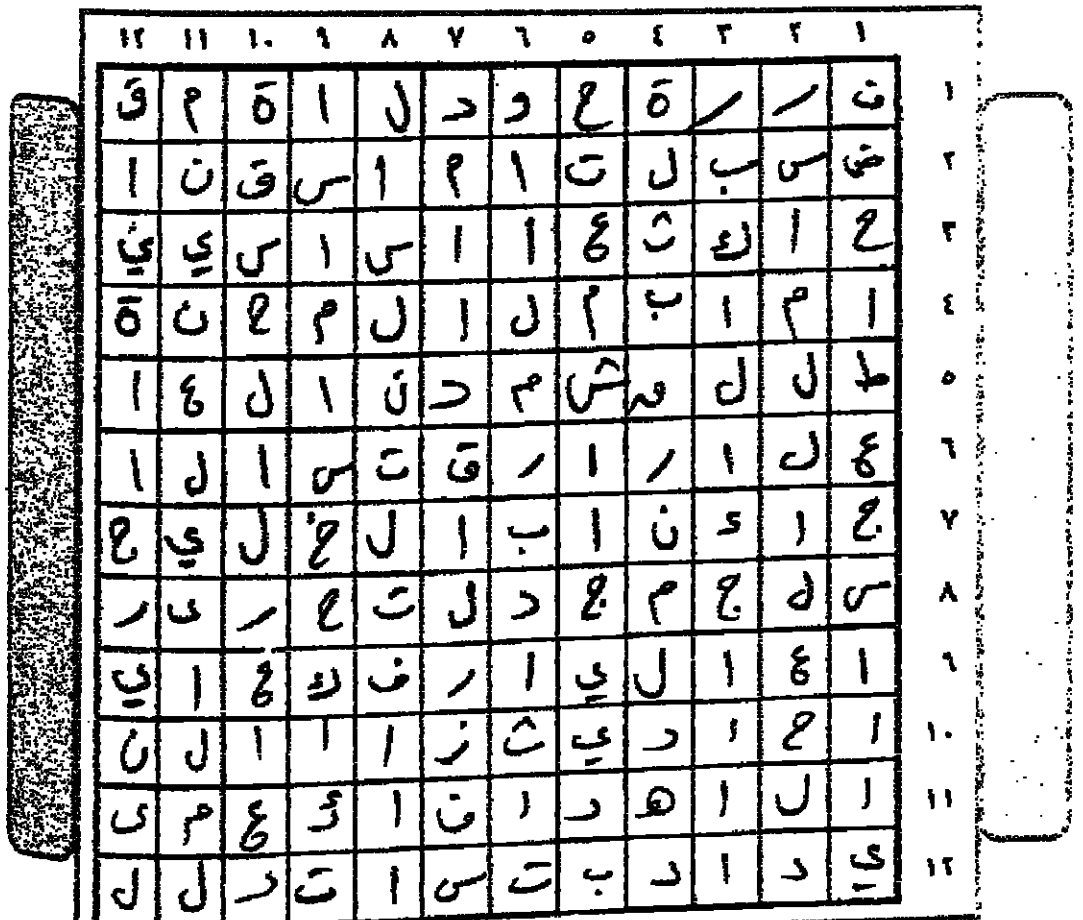 ١ ٢ ٣ ٤ ٥ ٦ ٧ ٨ ٩ ١٠ ١١ ١٢
١ ف ر ر ة ح و د ل ا ة م ق
٢ ض س ب ل ت ا م ا س ق ن ا
٣ ح ا ك ت ع ا ا س ا س ي ي
٤ ا م ا ب م ل ا ل م ح ن ة
٥ ط ل ل م ش م د ن ا ل ع ا
٦ ع ل ا ر ا ر ق ت س ا ل ا
٧ ج ا ئ ن ا ب ا ل خ ل ي ج
٨ س ل ج م ج د ل ت ح ر ى ر
٩ ا ع ا ل ي ا ر ف ك ع ا ي
١٠ ا ح ا د ي ث ز ا ا ا ل ن
١١ ا ل ا ه د ا ف ا ئ ع م ى
١٢ ي د ا د ب ت س ا ت د ل ل